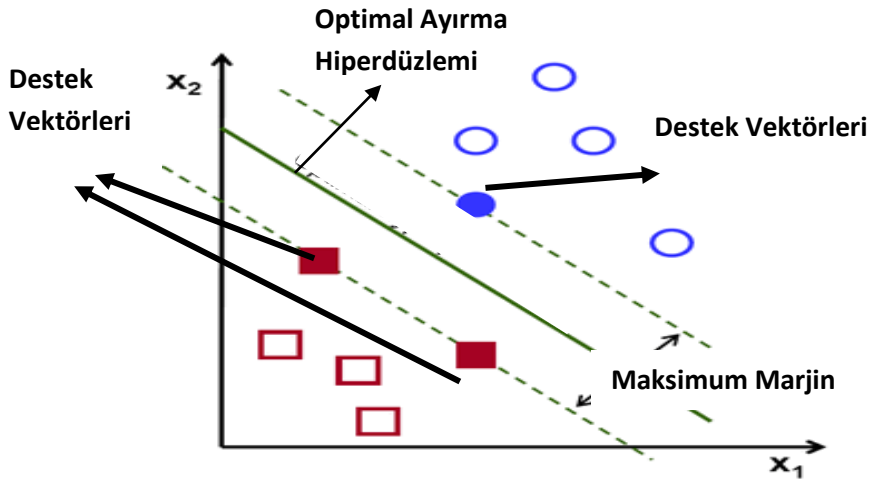 Optimal Ayırma
Hiperdüzlemi
Destek
Vektörleri
x₂
Destek Vektörleri
Maksimum Marjin
x₁